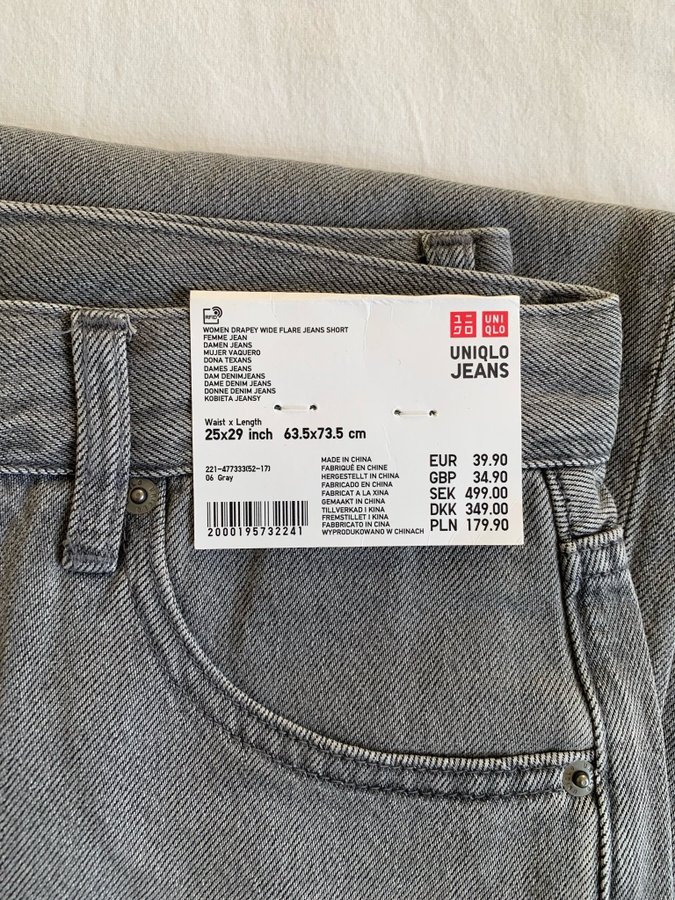 WOMEN DRAPEY WIDE FLARE JEANS SHORT
FEMME JEAN
DAMEN JEANS
MUJER VAQUERO
DONA TEXANS
DAMES JEANS
DAM DENIMJEANS
DAME DENIM JEANS
DONNE DENIM JEANS
KOBIETA JEANSY
ユニ
クロ
UNI
QLO
UNIQLO
JEANS
Waist x Length
25x29 inch 63.5x73.5 cm
221-477333(52-17)
06 Gray
2000195732241
MADE IN CHINA
FABRIQUÉ EN CHINE
HERGESTELLT IN CHINA
FABRICADO EN CHINA
FABRICAT A LA XINA
GEMAAKT IN CHINA
TILLVERKAD I KINA
FREMSTILLET I KINA
FABBRICATO IN CINA
WYPRODUKOWANO W CHINACH
EUR 39.90
GBP 34.90
SEK 499.00
DKK 349.00
PLN 179.90